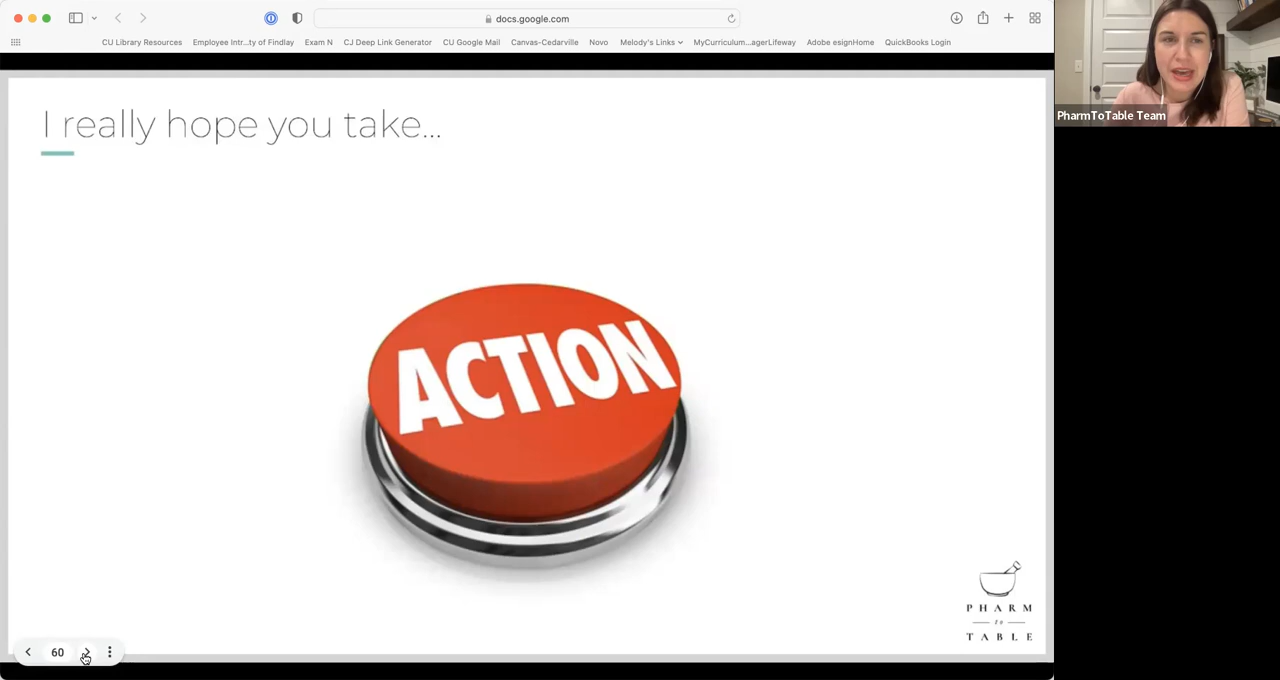 docs.google.com
CU Library Resources
Employee Intr...ty of Findlay
Exam N
CJ Deep Link Generator
CU Google Mail
Canvas-Cedarville
Novo
Melody's Links
MyCurriculum...agerLifeway
Adobe esignHome
QuickBooks Login
PharmToTable Team
I really hope you take...
ACTION
PHARM
to
TABLE
60